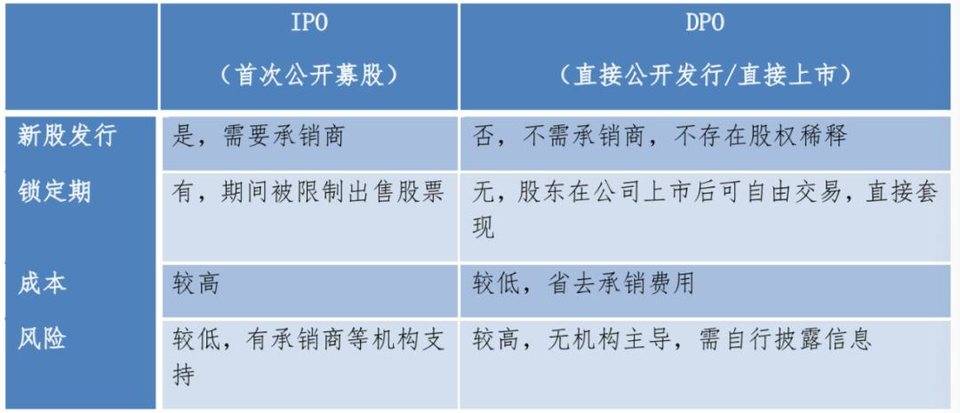 IPO
（首次公开募股）
DPO
（直接公开发行/直接上市）
新股发行
是，需要承销商
否，不需承销商，不存在股权稀释
锁定期
有，期间被限制出售股票
无，股东在公司上市后可自由交易，直接套
现
成本
较高
较低，省去承销费用
风险
较低，有承销商等机构支
持
较高，无机构主导，需自行披露信息